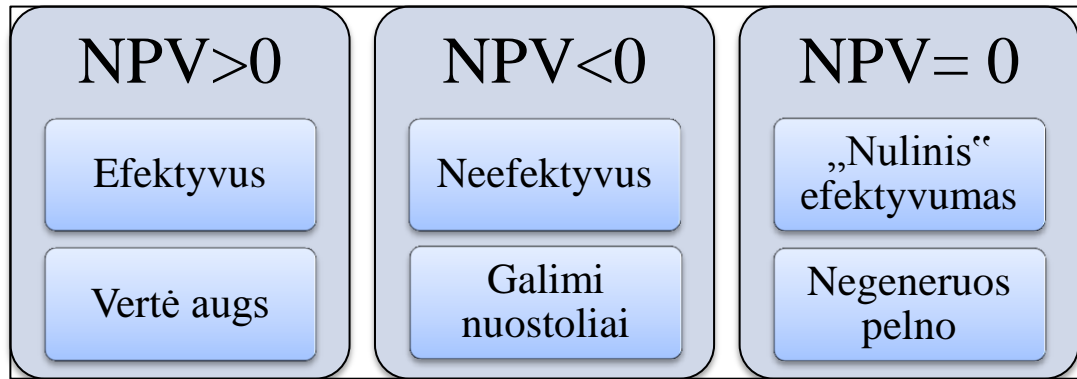 NPV>0
Efektyvus
Vertė augs
NPV<0
Neefektyvus
Galimi
nuostoliai
NPV= 0
„Nulinis“
efektyvumas
Negeneruos
pelno